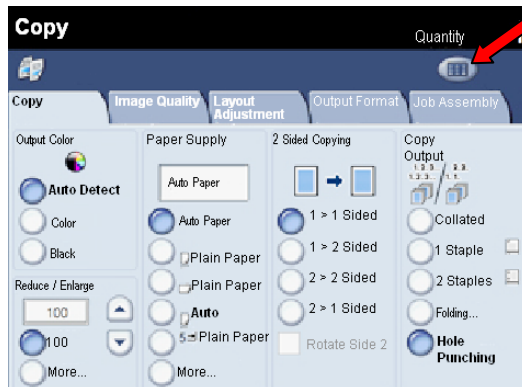 Copy
Quantity
Copy
Image Quality
Layout
Adjustment
Output Format
Job Assembly
Output Color
Auto Detect
Color
Black
Reduce / Enlarge
100
100
More...
Paper Supply
Auto Paper
Auto Paper
Plain Paper
Plain Paper
Auto
5 Plain Paper
More...
2 Sided Copying
1 > 1 Sided
1 > 2 Sided
2 > 2 Sided
2 > 1 Sided
Rotate Side 2
Copy
Output
Collated
1 Staple
2 Staples
Folding...
Hole
Punching